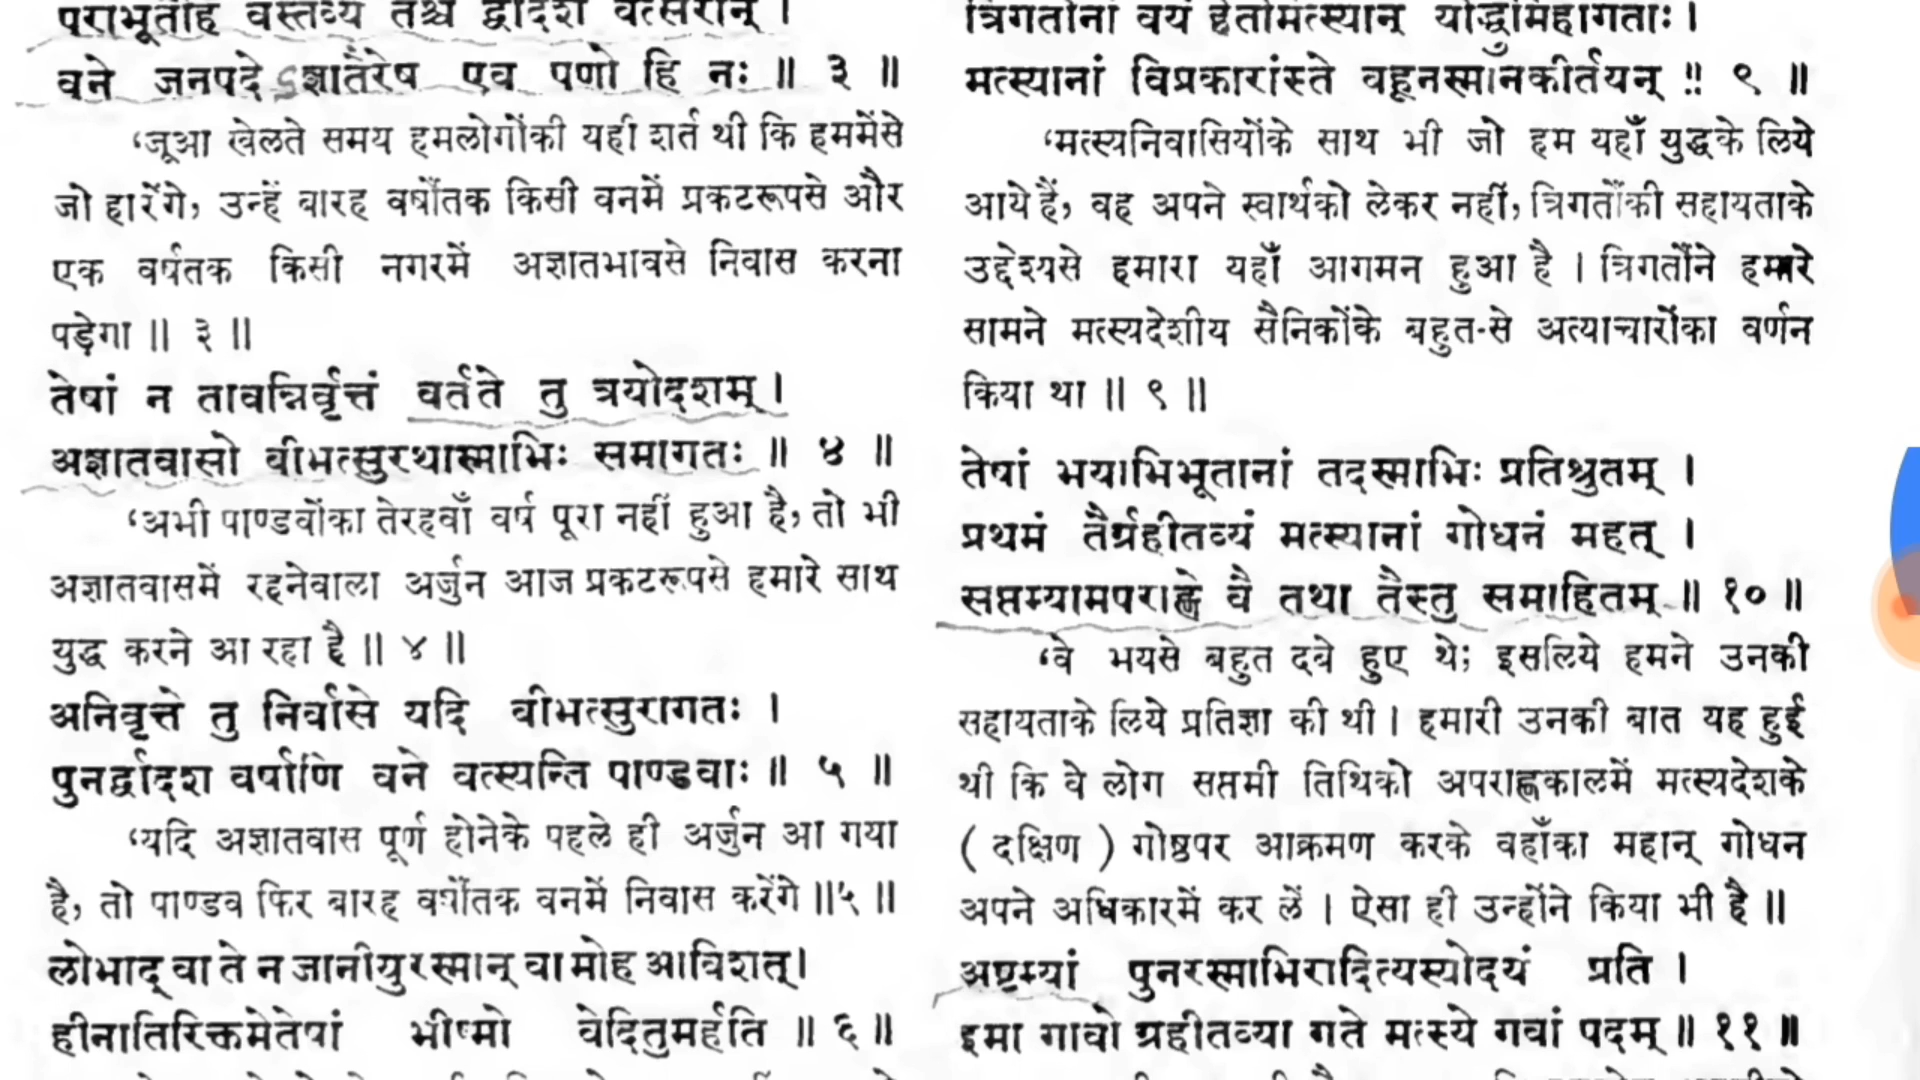 पराभूतैर्हि वस्तव्यं तैश्च द्वादश वत्सरान् ।
वने जनपदे ऽज्ञातैरेष एव पणो हि नः ॥ ३ ॥
‘जूआ खेलते समय हमलोगोंकी यही शर्त थी कि हममेंसे
जो हारेंगे, उन्हें बारह वर्षोंतक किसी वनमें प्रकटरूपसे और
एक वर्षतक किसी नगरमें अज्ञातभावसे निवास करना
पड़ेगा ॥ ३ ॥
तेषां न तावन्निर्वृत्तं वर्तते तु त्रयोदशम् ।
अज्ञातवासो बीभत्सुरथास्माभिः समागतः ॥ ४ ॥
‘अभी पाण्डवोंका तेरहवाँ वर्ष पूरा नहीं हुआ है, तो भी
अज्ञातवासमें रहनेवाला अर्जुन आज प्रकटरूपसे हमारे साथ
युद्ध करने आ रहा है ॥ ४ ॥
अनिवृत्ते तु निर्वासे यदि बीभत्सुरागतः ।
पुनर्द्वादश वर्षाणि वने वत्स्यन्ति पाण्डवाः ॥ ५ ॥
‘यदि अज्ञातवास पूर्ण होनेके पहले ही अर्जुन आ गया
है, तो पाण्डव फिर बारह वर्षोंतक वनमें निवास करेंगे ॥५ ॥
लोभाद् वा ते न जानीयुरस्मान् वा मोह आविशत्।
हीनातिरिक्तमेतेषां भीष्मो वेदितुमर्हति ॥ ६ ॥
त्रिगर्तानां वयं हेतोर्मत्स्यान् योद्धुमिहागताः ।
मत्स्यानां विप्रकारांस्ते बहूनस्माँनकीर्तयन् ॥ ९ ॥
‘मत्स्यनिवासियोंके साथ भी जो हम यहाँ युद्धके लिये
आये हैं, वह अपने स्वार्थको लेकर नहीं, त्रिगर्तोंकी सहायताके
उद्देश्यसे हमारा यहाँ आगमन हुआ है । त्रिगर्तोंने हमारे
सामने मत्स्यदेशीय सैनिकोंके बहुत-से अत्याचारोंका वर्णन
किया था ॥ ९ ॥
तेषां भयाभिभूतानां तदस्माभिः प्रतिश्रुतम् ।
प्रथमं तैर्ग्रहीतव्यं मत्स्यानां गोधनं महत् ।
सप्तम्यामपराह्णे वै तथा तैस्तु समाहितम् ॥ १० ॥
‘वे भयसे बहुत दबे हुए थे; इसलिये हमने उनकी
सहायताके लिये प्रतिज्ञा की थी । हमारी उनकी बात यह हुई
थी कि वे लोग सप्तमी तिथिको अपराह्णकालमें मत्स्यदेशके
( दक्षिण ) गोष्ठपर आक्रमण करके वहाँका महान् गोधन
अपने अधिकारमें कर लें । ऐसा ही उन्होंने किया भी है ॥
अष्टम्यां पुनरस्माभिरादित्यस्योदयं प्रति ।
इमा गावो ग्रहीतव्या गते मत्स्ये गवां पदम् ॥ ११ ॥